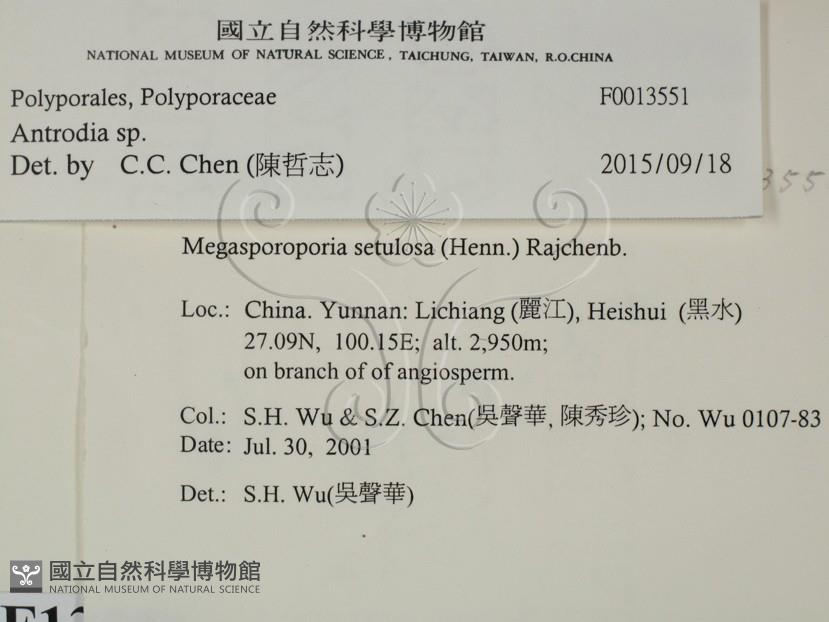 國立自然科學博物館
NATIONAL MUSEUM OF NATURAL SCIENCE, TAICHUNG, TAIWAN, R.O.CHINA
Polyporales, Polyporaceae F0013551
Antrodia sp.
Det. by C.C. Chen (陳哲志) 2015/09/18
355
Megasporoporia setulosa (Henn.) Rajchenb.
Loc.: China. Yunnan: Lichiang (麗江), Heishui (黑水)
27.09N, 100.15E; alt. 2,950m;
on branch of of angiosperm.
Col.: S.H. Wu & S.Z. Chen(吳聲華, 陳秀珍); No. Wu 0107-83
Date: Jul. 30, 2001
Det.: S.H. Wu(吳聲華)
國立自然科學博物館
NATIONAL MUSEUM OF NATURAL SCIENCE